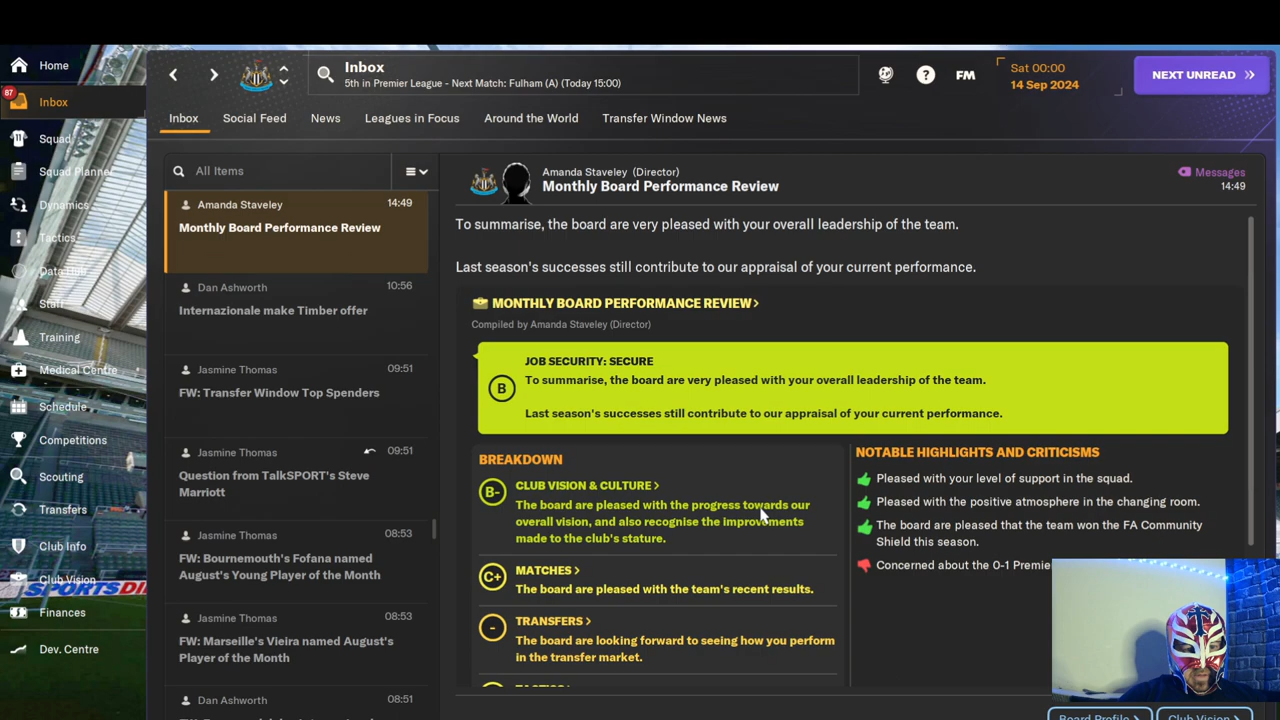 Home
Inbox
5th in Premier League - Next Match: Fulham (A) (Today 15:00)
FM
Sat 00:00
14 Sep 2024
NEXT UNREAD
67
Inbox
Squad
Squad Planner
Dynamics
Tactics
Data Hub
Staff
Training
Medical Centre
Schedule
Competitions
Scouting
Transfers
Club Info
Club Vision
SPORTS DI
Finances
Dev. Centre
Inbox
Social Feed
News
Leagues in Focus
Around the World
Transfer Window News
All Items
Amanda Staveley
14:49
Monthly Board Performance Review
Dan Ashworth
10:56
Internazionale make Timber offer
Jasmine Thomas
09:51
FW: Transfer Window Top Spenders
Jasmine Thomas
09:51
Question from TalkSPORT's Steve
Marriott
Jasmine Thomas
08:53
FW: Bournemouth's Fofana named
August's Young Player of the Month
Jasmine Thomas
08:53
FW: Marseille's Vieira named August's
Player of the Month
Dan Ashworth
08:51
Amanda Staveley (Director)
Monthly Board Performance Review
Messages
14:49
To summarise, the board are very pleased with your overall leadership of the team.
Last season's successes still contribute to our appraisal of your current performance.
MONTHLY BOARD PERFORMANCE REVIEW >
Compiled by Amanda Staveley (Director)
B
JOB SECURITY: SECURE
To summarise, the board are very pleased with your overall leadership of the team.
Last season's successes still contribute to our appraisal of your current performance.
BREAKDOWN
B-
CLUB VISION & CULTURE >
The board are pleased with the progress towards our
overall vision, and also recognise the improvements
made to the club's stature.
C+
MATCHES >
The board are pleased with the team's recent results.
-
TRANSFERS >
The board are looking forward to seeing how you perform
in the transfer market.
NOTABLE HIGHLIGHTS AND CRITICISMS
Pleased with your level of support in the squad.
Pleased with the positive atmosphere in the changing room.
The board are pleased that the team won the FA Community
Shield this season.
Concerned about the 0-1 Premie
Board Profile >
Club Vision >